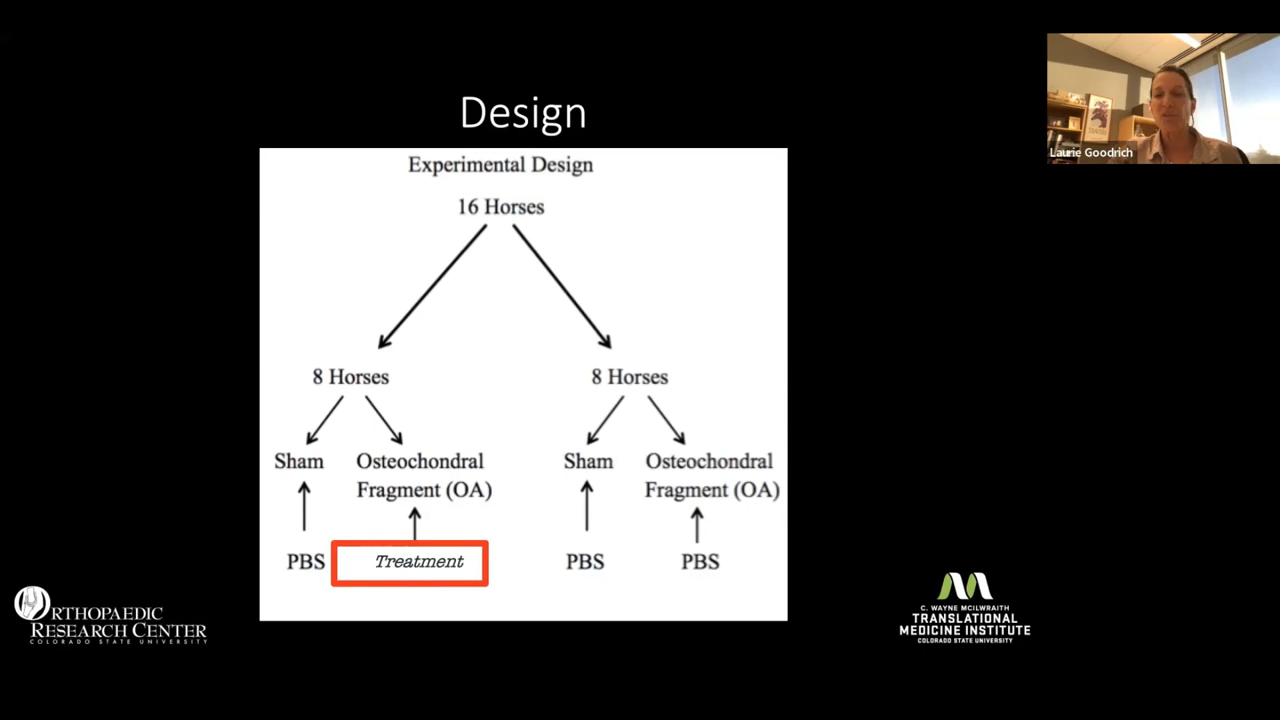 Design
Experimental Design
16 Horses
8 Horses
8 Horses
Sham
Osteochondral
Fragment (OA)
Sham
Osteochondral
Fragment (OA)
PBS
Treatment
PBS
PBS
Laurie Goodrich
ORTHOPAEDIC
RESEARCH CENTER
COLORADO STATE UNIVERSITY
C. WAYNE MCILWRAITH
TRANSLATIONAL
MEDICINE INSTITUTE
COLORADO STATE UNIVERSITY